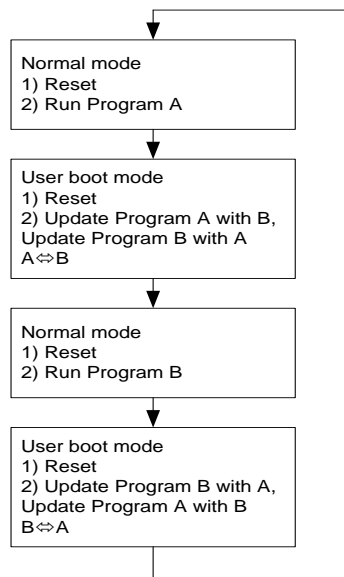 Normal mode
1) Reset
2) Run Program A
User boot mode
1) Reset
2) Update Program A with B,
Update Program B with A
A⇔B
Normal mode
1) Reset
2) Run Program B
User boot mode
1) Reset
2) Update Program B with A,
Update Program A with B
B⇔A